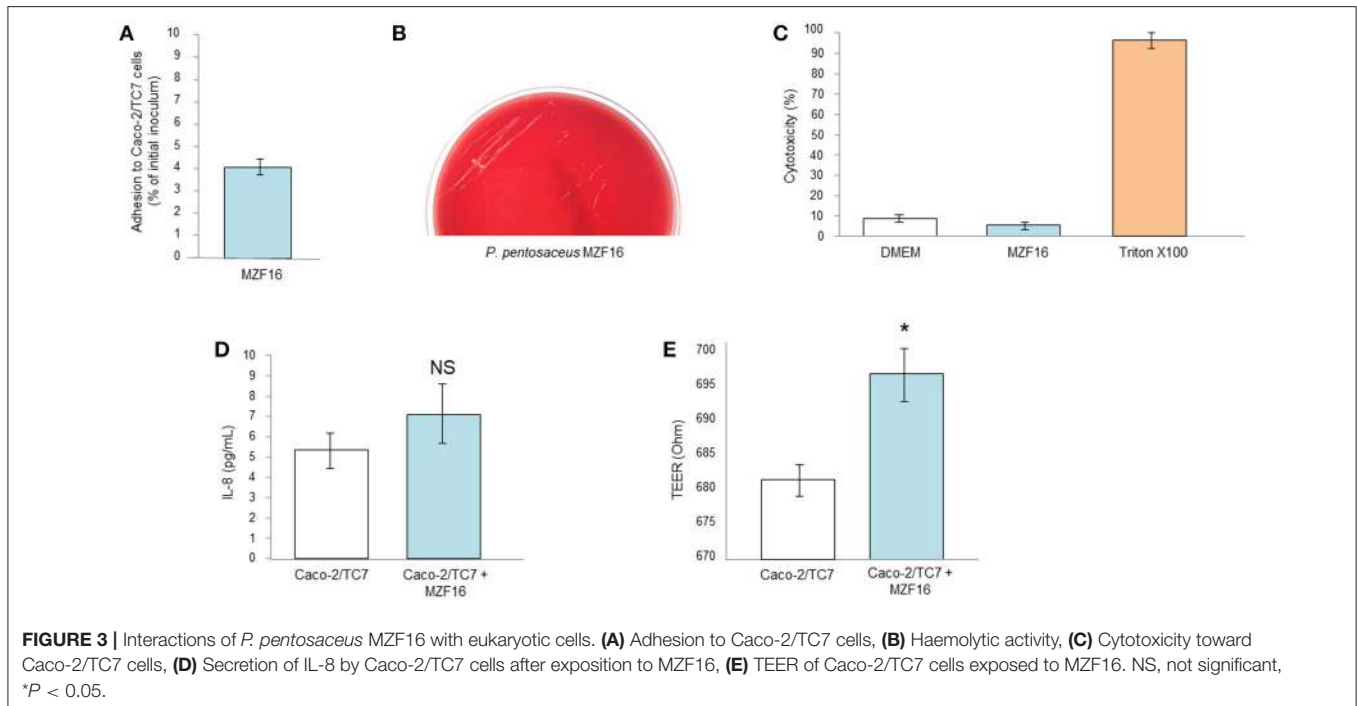 A
Adhesion to Caco-2/TC7 cells
(% of initial inoculum)
10
9
8
7
6
5
4
3
2
1
0
MZF16
B
P. pentosaceus MZF16
C
Cytotoxicity (%)
100
90
80
70
60
50
40
30
20
10
0
DMEM
MZF16
Triton X100
D
IL-8 (pg/mL)
10
9
8
7
6
5
4
3
2
1
0
NS
Caco-2/TC7
Caco-2/TC7 +
MZF16
E
TEER (Ohm)
700
695
690
685
680
675
670
*
Caco-2/TC7
Caco-2/TC7 +
MZF16
FIGURE 3 | Interactions of P. pentosaceus MZF16 with eukaryotic cells. (A) Adhesion to Caco-2/TC7 cells, (B) Haemolytic activity, (C) Cytotoxicity toward
Caco-2/TC7 cells, (D) Secretion of IL-8 by Caco-2/TC7 cells after exposition to MZF16, (E) TEER of Caco-2/TC7 cells exposed to MZF16. NS, not significant,
*P < 0.05.